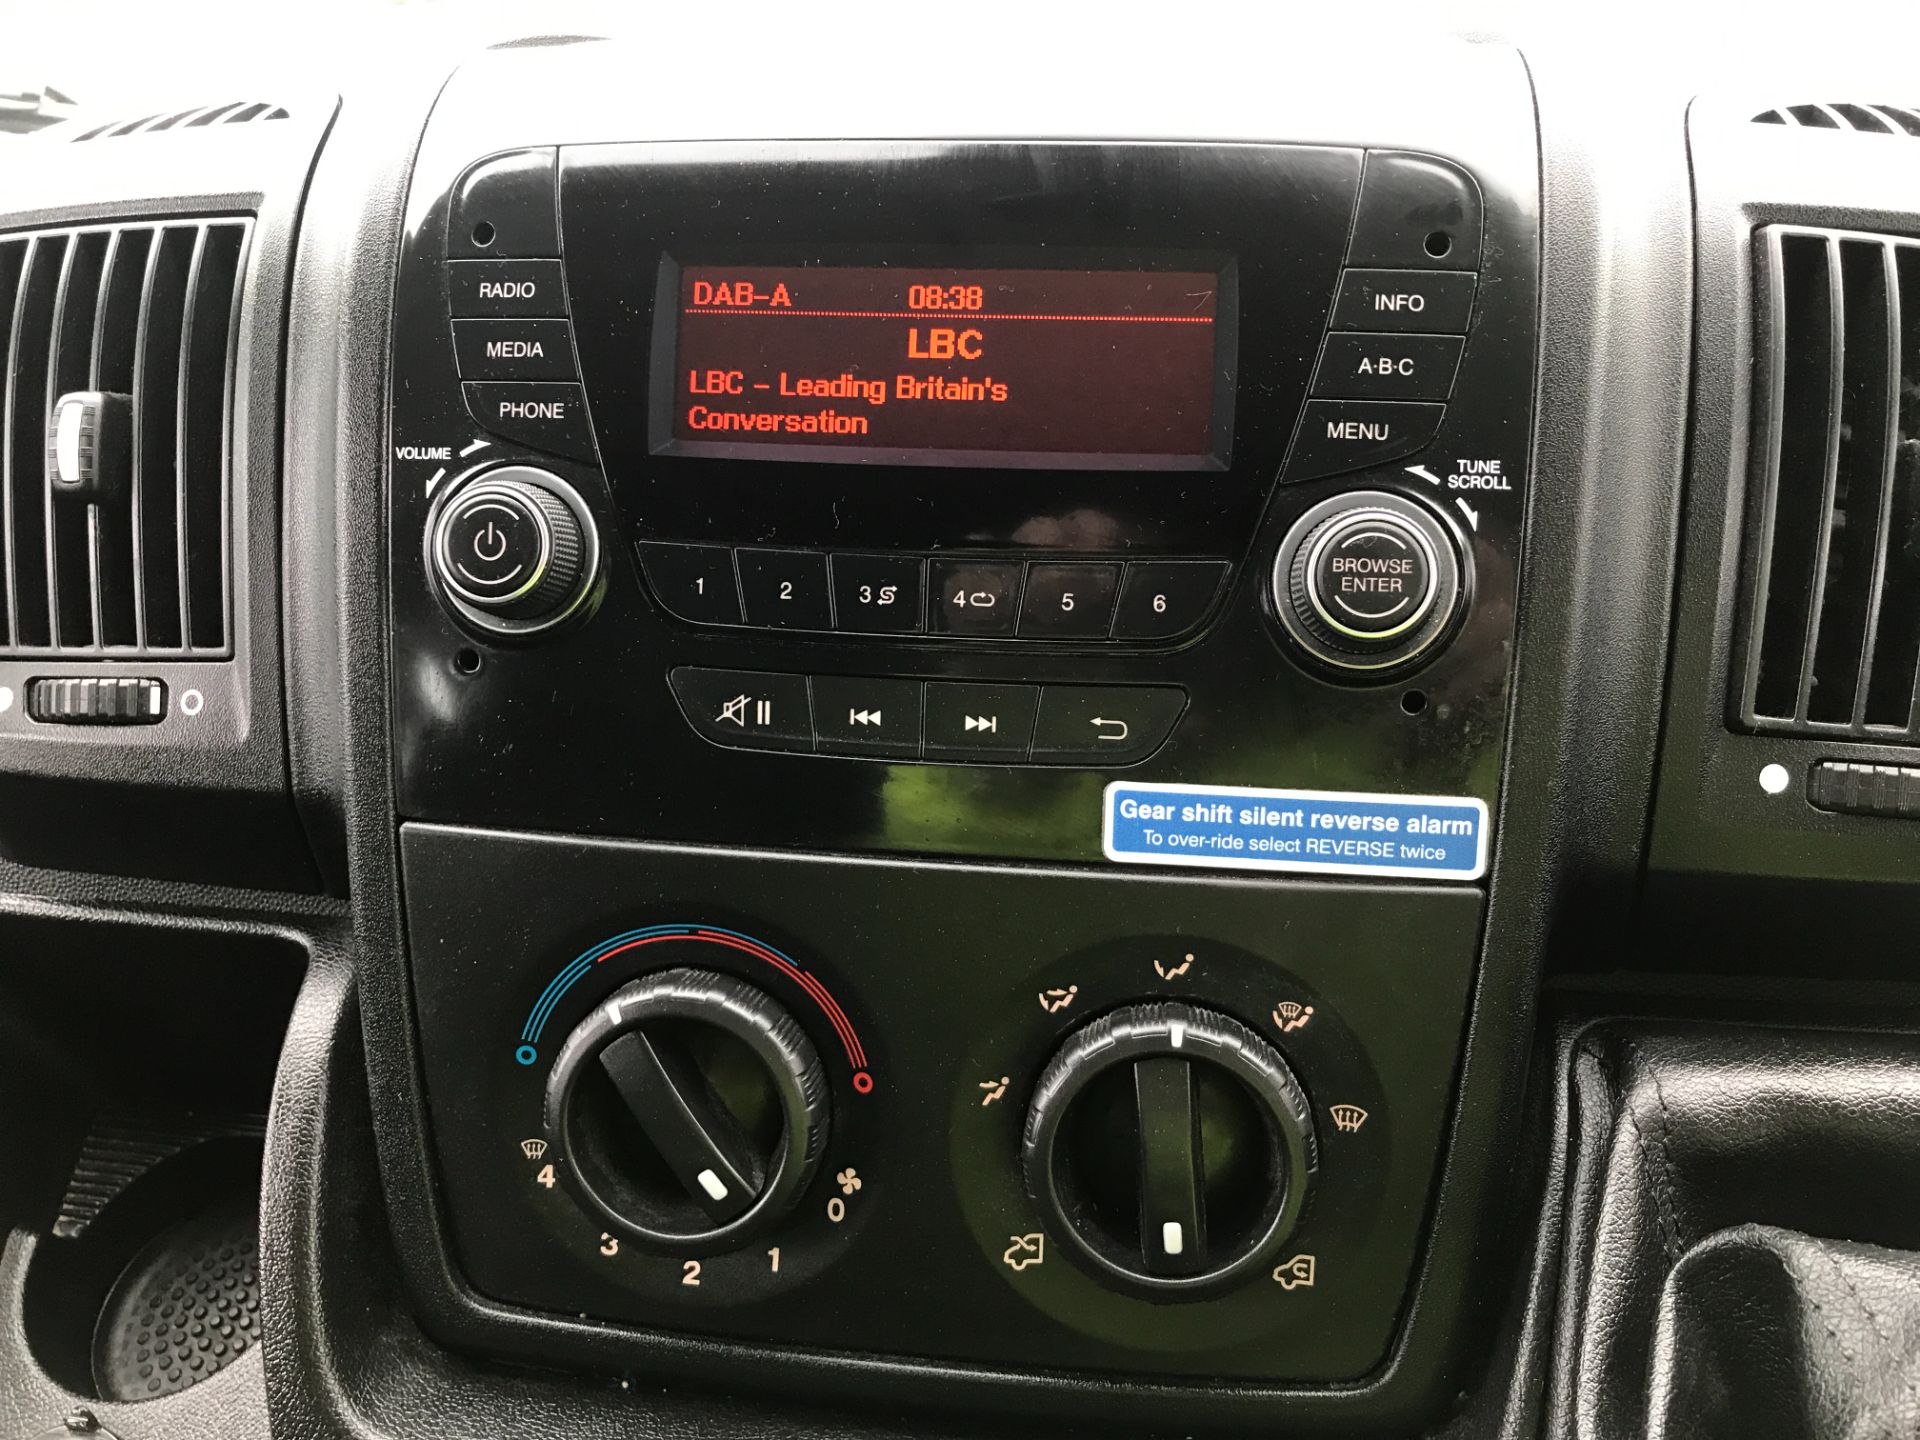 RADIO
MEDIA
PHONE
VOLUME
DAB-A 08:38
LBC
LBC - Leading Britain's
Conversation
INFO
A·B·C
MENU
TUNE
SCROLL
BROWSE
ENTER
1 2 3 4 5 6
Gear shift silent reverse alarm
To over-ride select REVERSE twice
4 3 2 1 0